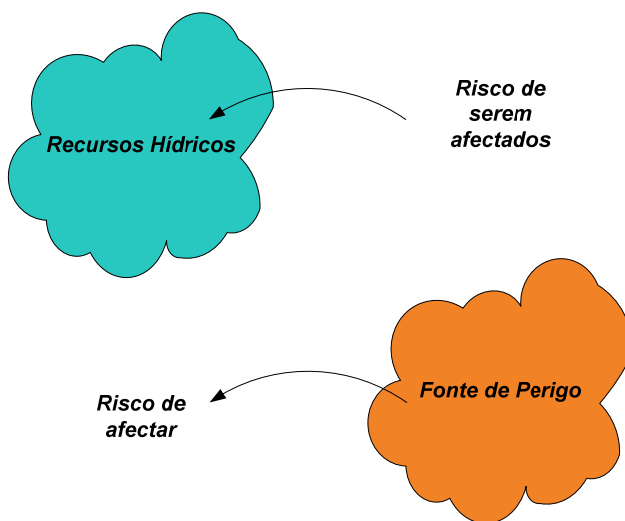 Recursos Hídricos
Risco de
serem
afectados
Risco de
afectar
Fonte de Perigo